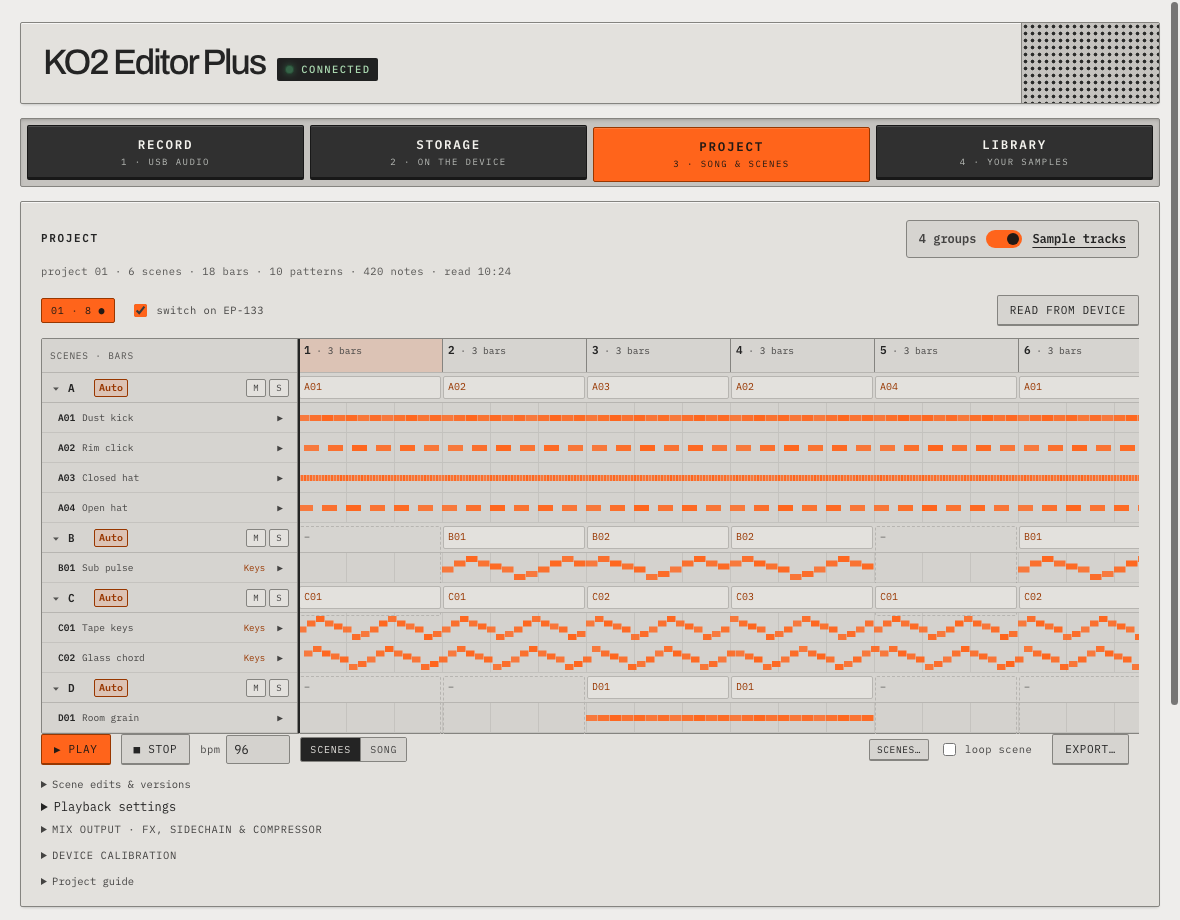 KO2 Editor Plus
CONNECTED
RECORD
1 · USB AUDIO
STORAGE
2 · ON THE DEVICE
PROJECT
3 · SONG & SCENES
LIBRARY
4 · YOUR SAMPLES
PROJECT
4 groups Sample tracks
project 01 · 6 scenes · 18 bars · 10 patterns · 420 notes · read 10:24
01 · 8 ●
switch on EP-133
READ FROM DEVICE
SCENES · BARS
1 · 3 bars
2 · 3 bars
3 · 3 bars
4 · 3 bars
5 · 3 bars
6 · 3 bars
A Auto M S
A01 A02 A03 A02 A04 A01
A01 Dust kick
A02 Rim click
A03 Closed hat
A04 Open hat
B Auto M S
– B01 B02 B02 – B01
B01 Sub pulse Keys
C Auto M S
C01 C01 C02 C03 C01 C02
C01 Tape keys Keys
C02 Glass chord Keys
D Auto M S
– – D01 D01 – –
D01 Room grain
▶ PLAY ■ STOP bpm 96 SCENES SONG SCENES… loop scene EXPORT…
▶ Scene edits & versions
▶ Playback settings
▶ MIX OUTPUT · FX, SIDECHAIN & COMPRESSOR
▶ DEVICE CALIBRATION
▶ Project guide